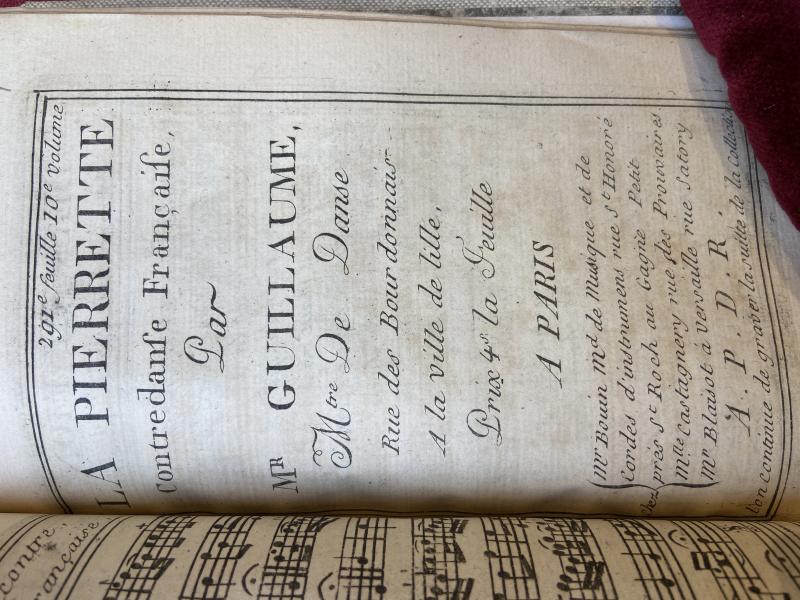 291e feuille 10e volume
LA PIERRETTE
Contredanſe Françaiſe,
Par
MR GUILLAUME,
Mtre De Danse
Rue des Bourdonnais
A la ville de lille,
Prix 4s. la Feuille
A PARIS
Chez
Mr Bouin Md de Musique et de
Cordes d'instrumens rue St Honoré
près St Roch au Gagne Petit
Mlle Castagnery rue des Prouvaires
Mr Blaisot à Versaille rue Satory
A . P . D . R .
l'on continue de graver la suitte de la Collection
contre,
française